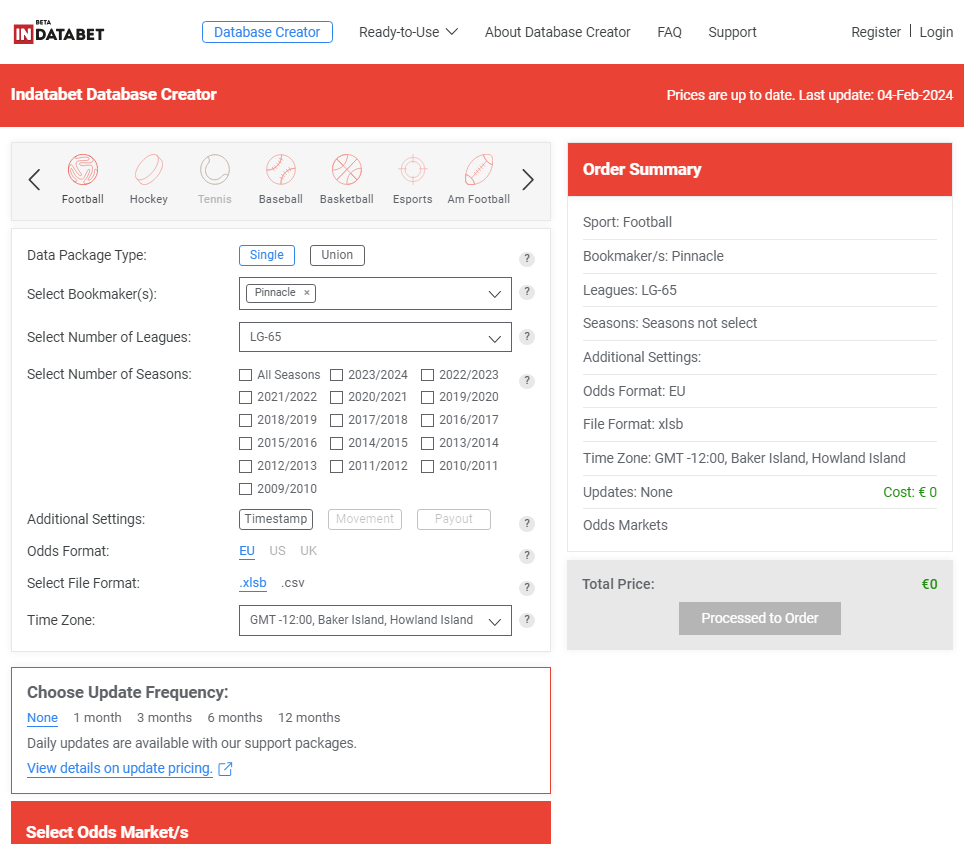 BETA
INDATABET
Database Creator Ready-to-Use About Database Creator FAQ Support Register | Login
Indatabet Database Creator
Prices are up to date. Last update: 04-Feb-2024
Football Hockey Tennis Baseball Basketball Esports Am Football
Data Package Type: Single Union ?
Select Bookmaker(s): Pinnacle × ?
Select Number of Leagues: LG-65 ?
Select Number of Seasons: All Seasons 2023/2024 2022/2023 ?
2021/2022 2020/2021 2019/2020
2018/2019 2017/2018 2016/2017
2015/2016 2014/2015 2013/2014
2012/2013 2011/2012 2010/2011
2009/2010
Additional Settings: Timestamp Movement Payout ?
Odds Format: EU US UK ?
Select File Format: .xlsb .csv ?
Time Zone: GMT -12:00, Baker Island, Howland Island ?
Choose Update Frequency:
None 1 month 3 months 6 months 12 months
Daily updates are available with our support packages.
View details on update pricing.
Select Odds Market/s
Order Summary
Sport: Football
Bookmaker/s: Pinnacle
Leagues: LG-65
Seasons: Seasons not select
Additional Settings:
Odds Format: EU
File Format: xlsb
Time Zone: GMT -12:00, Baker Island, Howland Island
Updates: None Cost: € 0
Odds Markets
Total Price: €0
Processed to Order